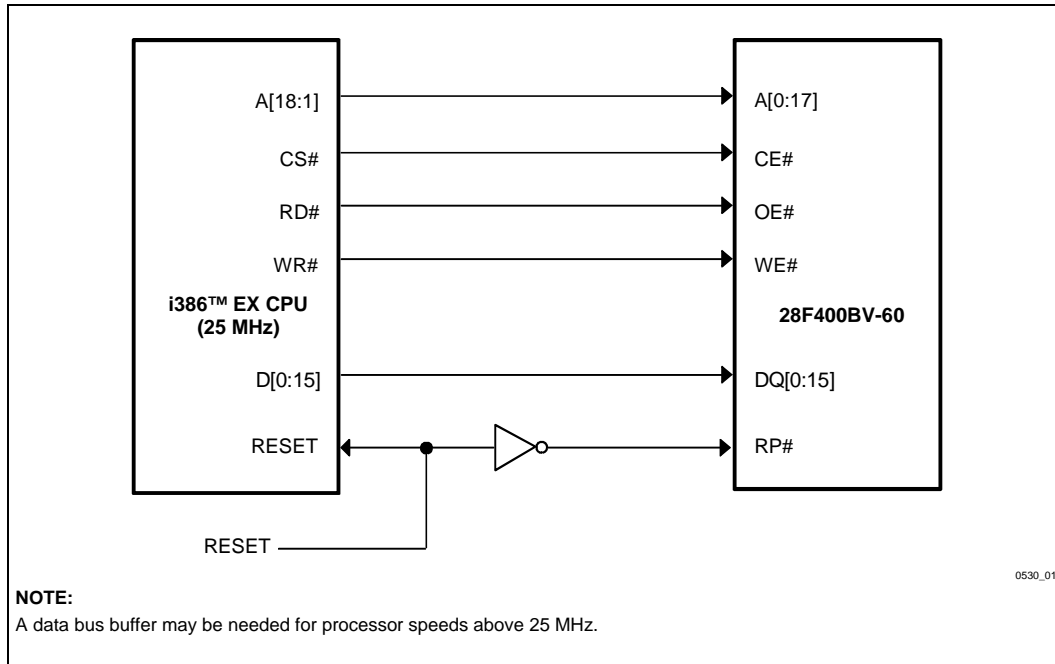 A[18:1] A[0:17]
CS# CE#
RD# OE#
WR# WE#
i386™ EX CPU
(25 MHz)
28F400BV-60
D[0:15] DQ[0:15]
RESET RP#
RESET
0530_01
NOTE:
A data bus buffer may be needed for processor speeds above 25 MHz.